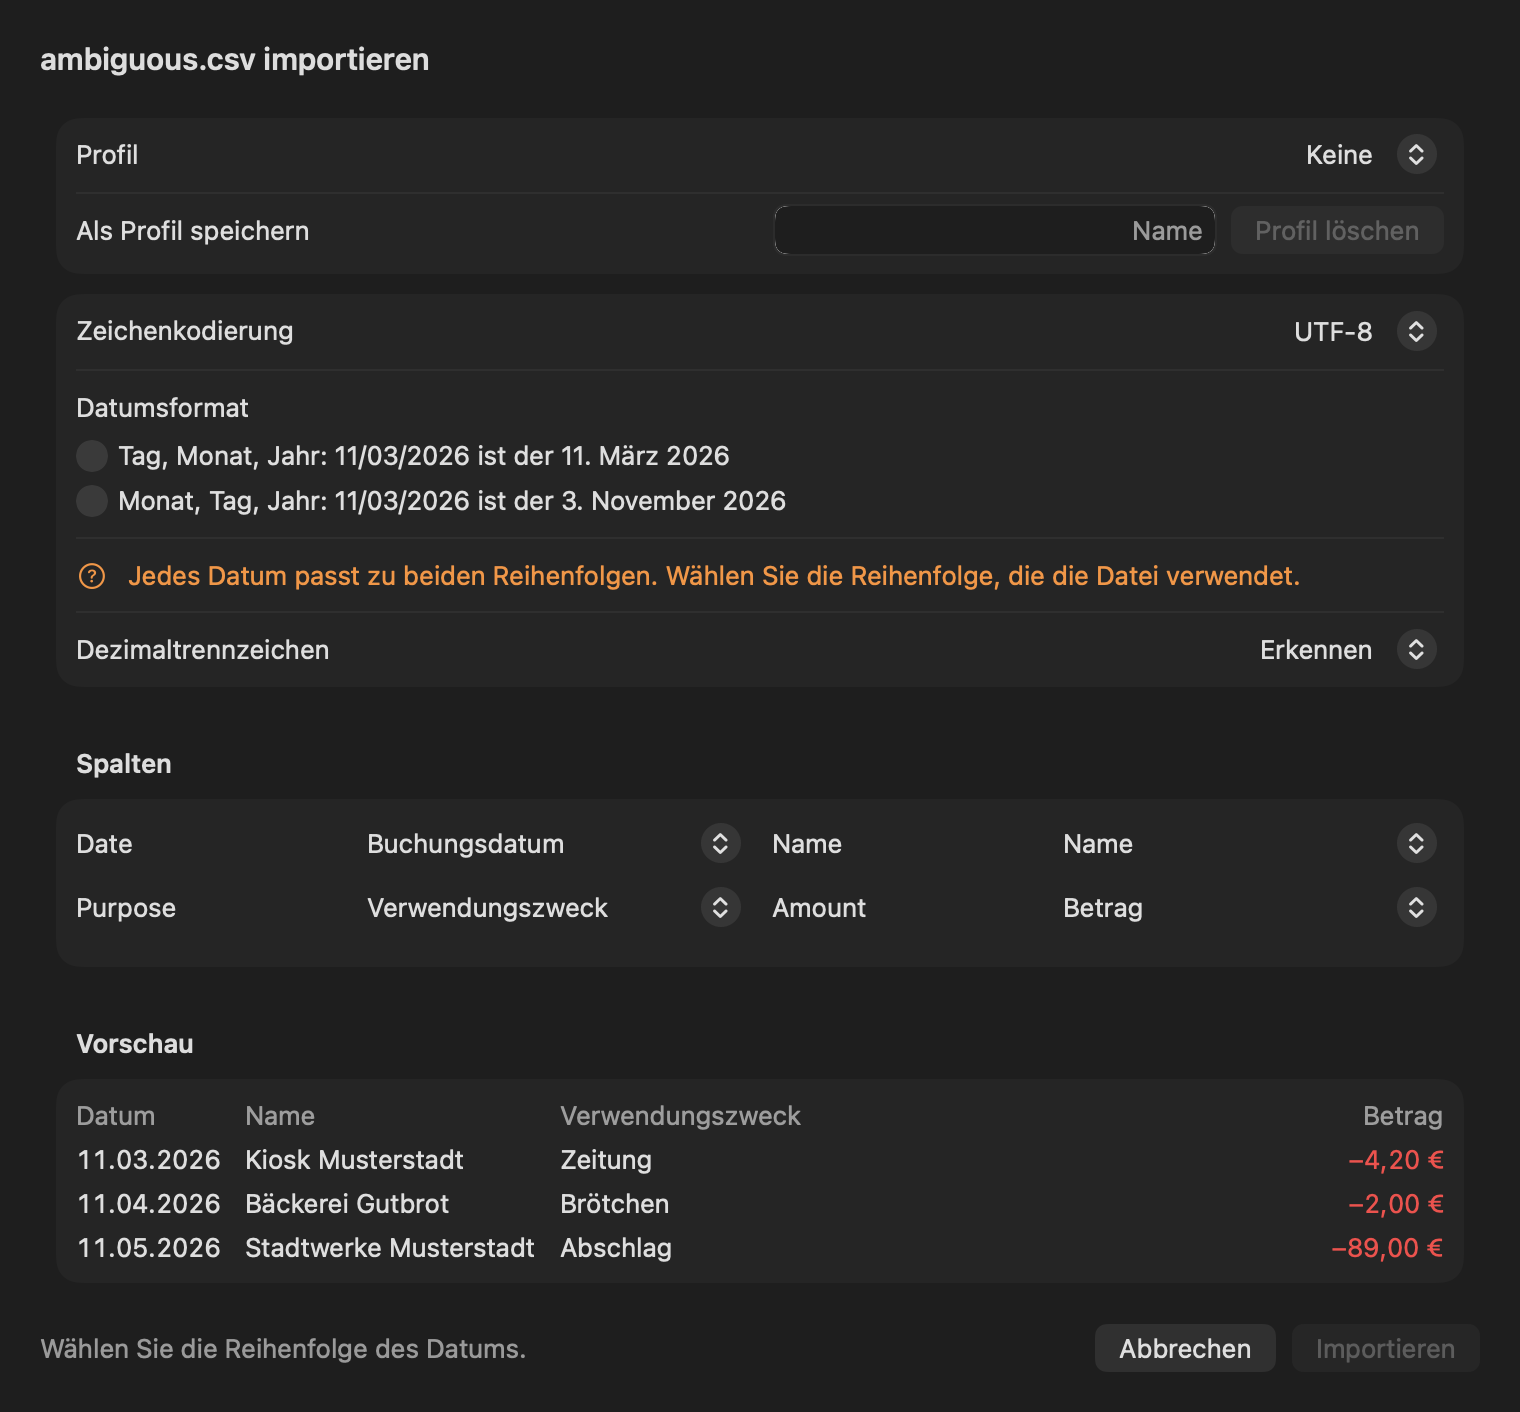 ambiguous.csv importieren
Profil Keine
Als Profil speichern Name Profil löschen
Zeichenkodierung UTF-8
Datumsformat
Tag, Monat, Jahr: 11/03/2026 ist der 11. März 2026
Monat, Tag, Jahr: 11/03/2026 ist der 3. November 2026
Jedes Datum passt zu beiden Reihenfolgen. Wählen Sie die Reihenfolge, die die Datei verwendet.
Dezimaltrennzeichen Erkennen
Spalten
Date Buchungsdatum Name Name
Purpose Verwendungszweck Amount Betrag
Vorschau
Datum Name Verwendungszweck Betrag
11.03.2026 Kiosk Musterstadt Zeitung −4,20 €
11.04.2026 Bäckerei Gutbrot Brötchen −2,00 €
11.05.2026 Stadtwerke Musterstadt Abschlag −89,00 €
Wählen Sie die Reihenfolge des Datums. Abbrechen Importieren